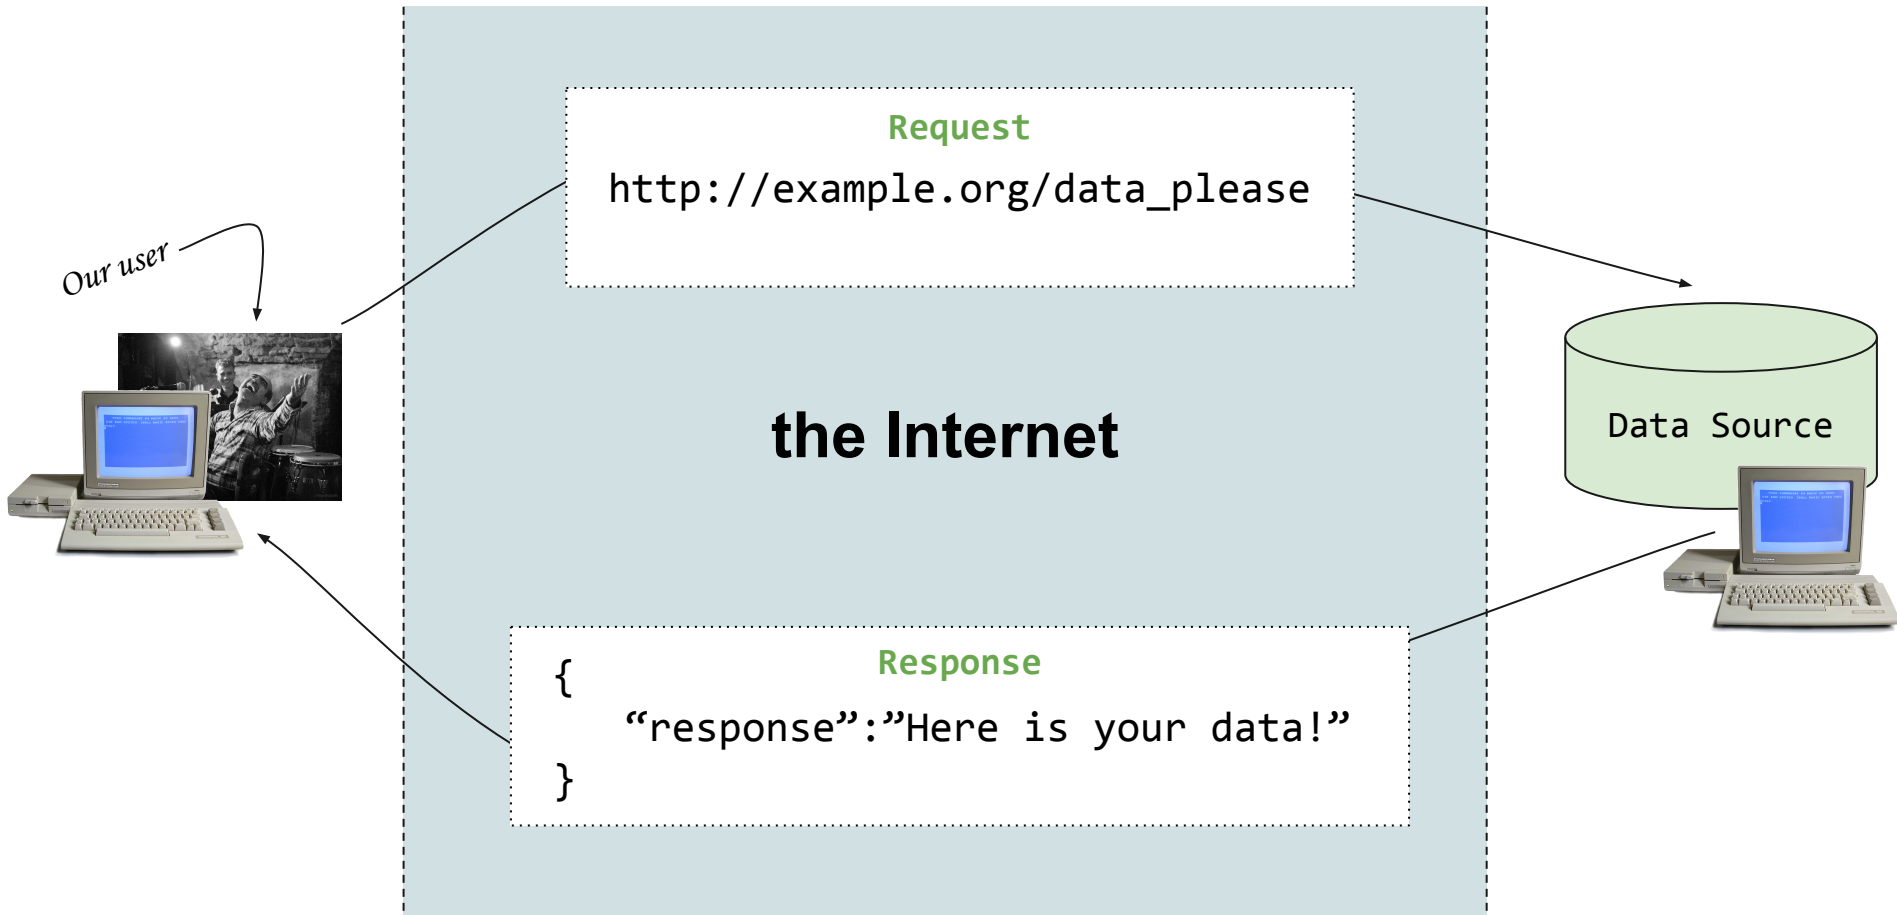 Request
http://example.org/data_please
Our user
the Internet
Data Source
Response
{
“response”:”Here is your data!”
}